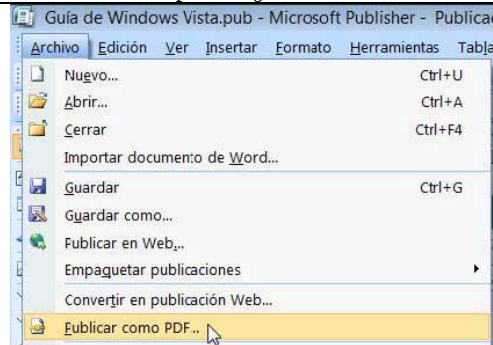 Guía de Windows Vista.pub - Microsoft Publisher - Publica
Archivo Edición Ver Insertar Formato Herramientas Tabla
Nuevo... Ctrl+U
Abrir... Ctrl+A
Cerrar Ctrl+F4
Importar documento de Word...
Guardar Ctrl+G
Guardar como...
Publicar en Web...
Empaquetar publicaciones
Convertir en publicación Web...
Publicar como PDF...